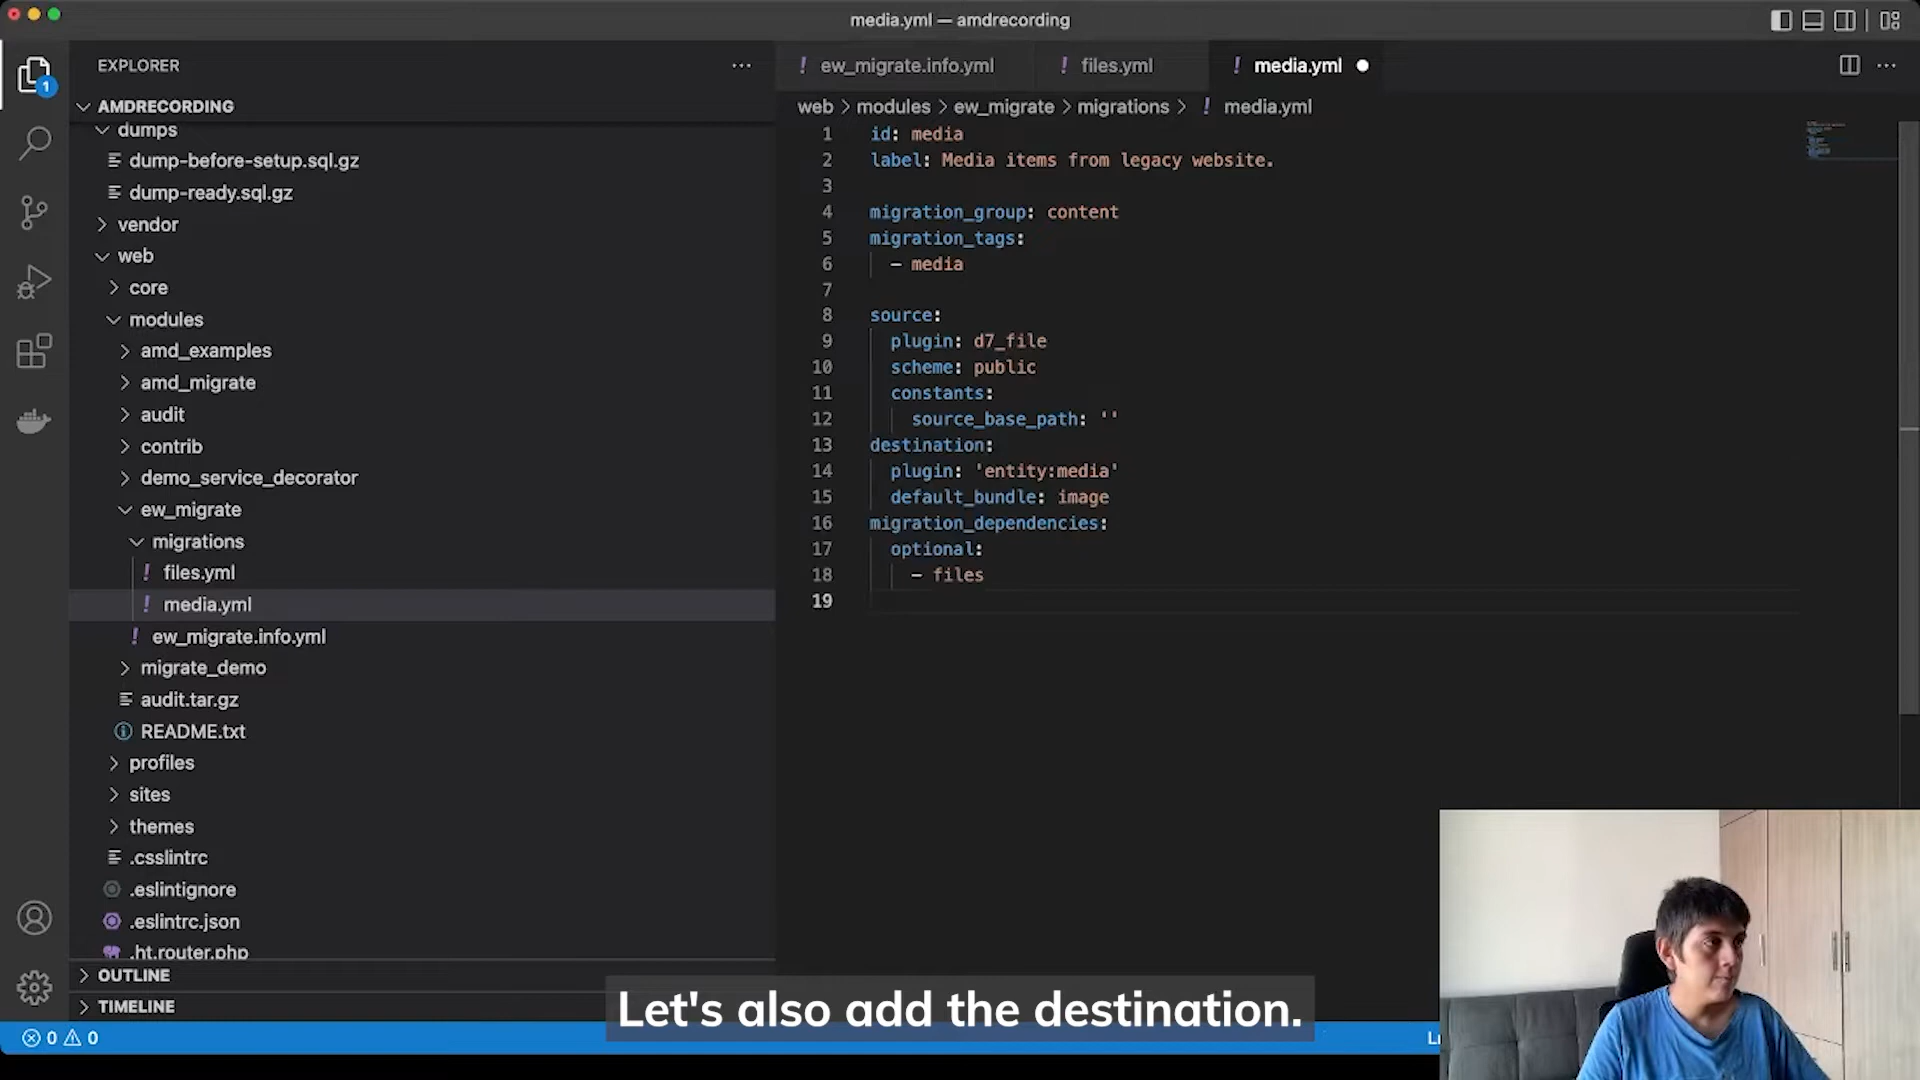 media.yml — amdrecording
EXPLORER
AMDRECORDING
dumps
dump-before-setup.sql.gz
dump-ready.sql.gz
vendor
web
core
modules
amd_examples
amd_migrate
audit
contrib
demo_service_decorator
ew_migrate
migrations
! files.yml
! media.yml
! ew_migrate.info.yml
migrate_demo
audit.tar.gz
README.txt
profiles
sites
themes
.csslintrc
.eslintignore
.eslintrc.json
.ht.router.php
OUTLINE
TIMELINE
! ew_migrate.info.yml ! files.yml ! media.yml
web > modules > ew_migrate > migrations > ! media.yml
1 id: media
2 label: Media items from legacy website.
3
4 migration_group: content
5 migration_tags:
6 - media
7
8 source:
9 plugin: d7_file
10 scheme: public
11 constants:
12 source_base_path: ''
13 destination:
14 plugin: 'entity:media'
15 default_bundle: image
16 migration_dependencies:
17 optional:
18 - files
19
Let's also add the destination.
1
0 0